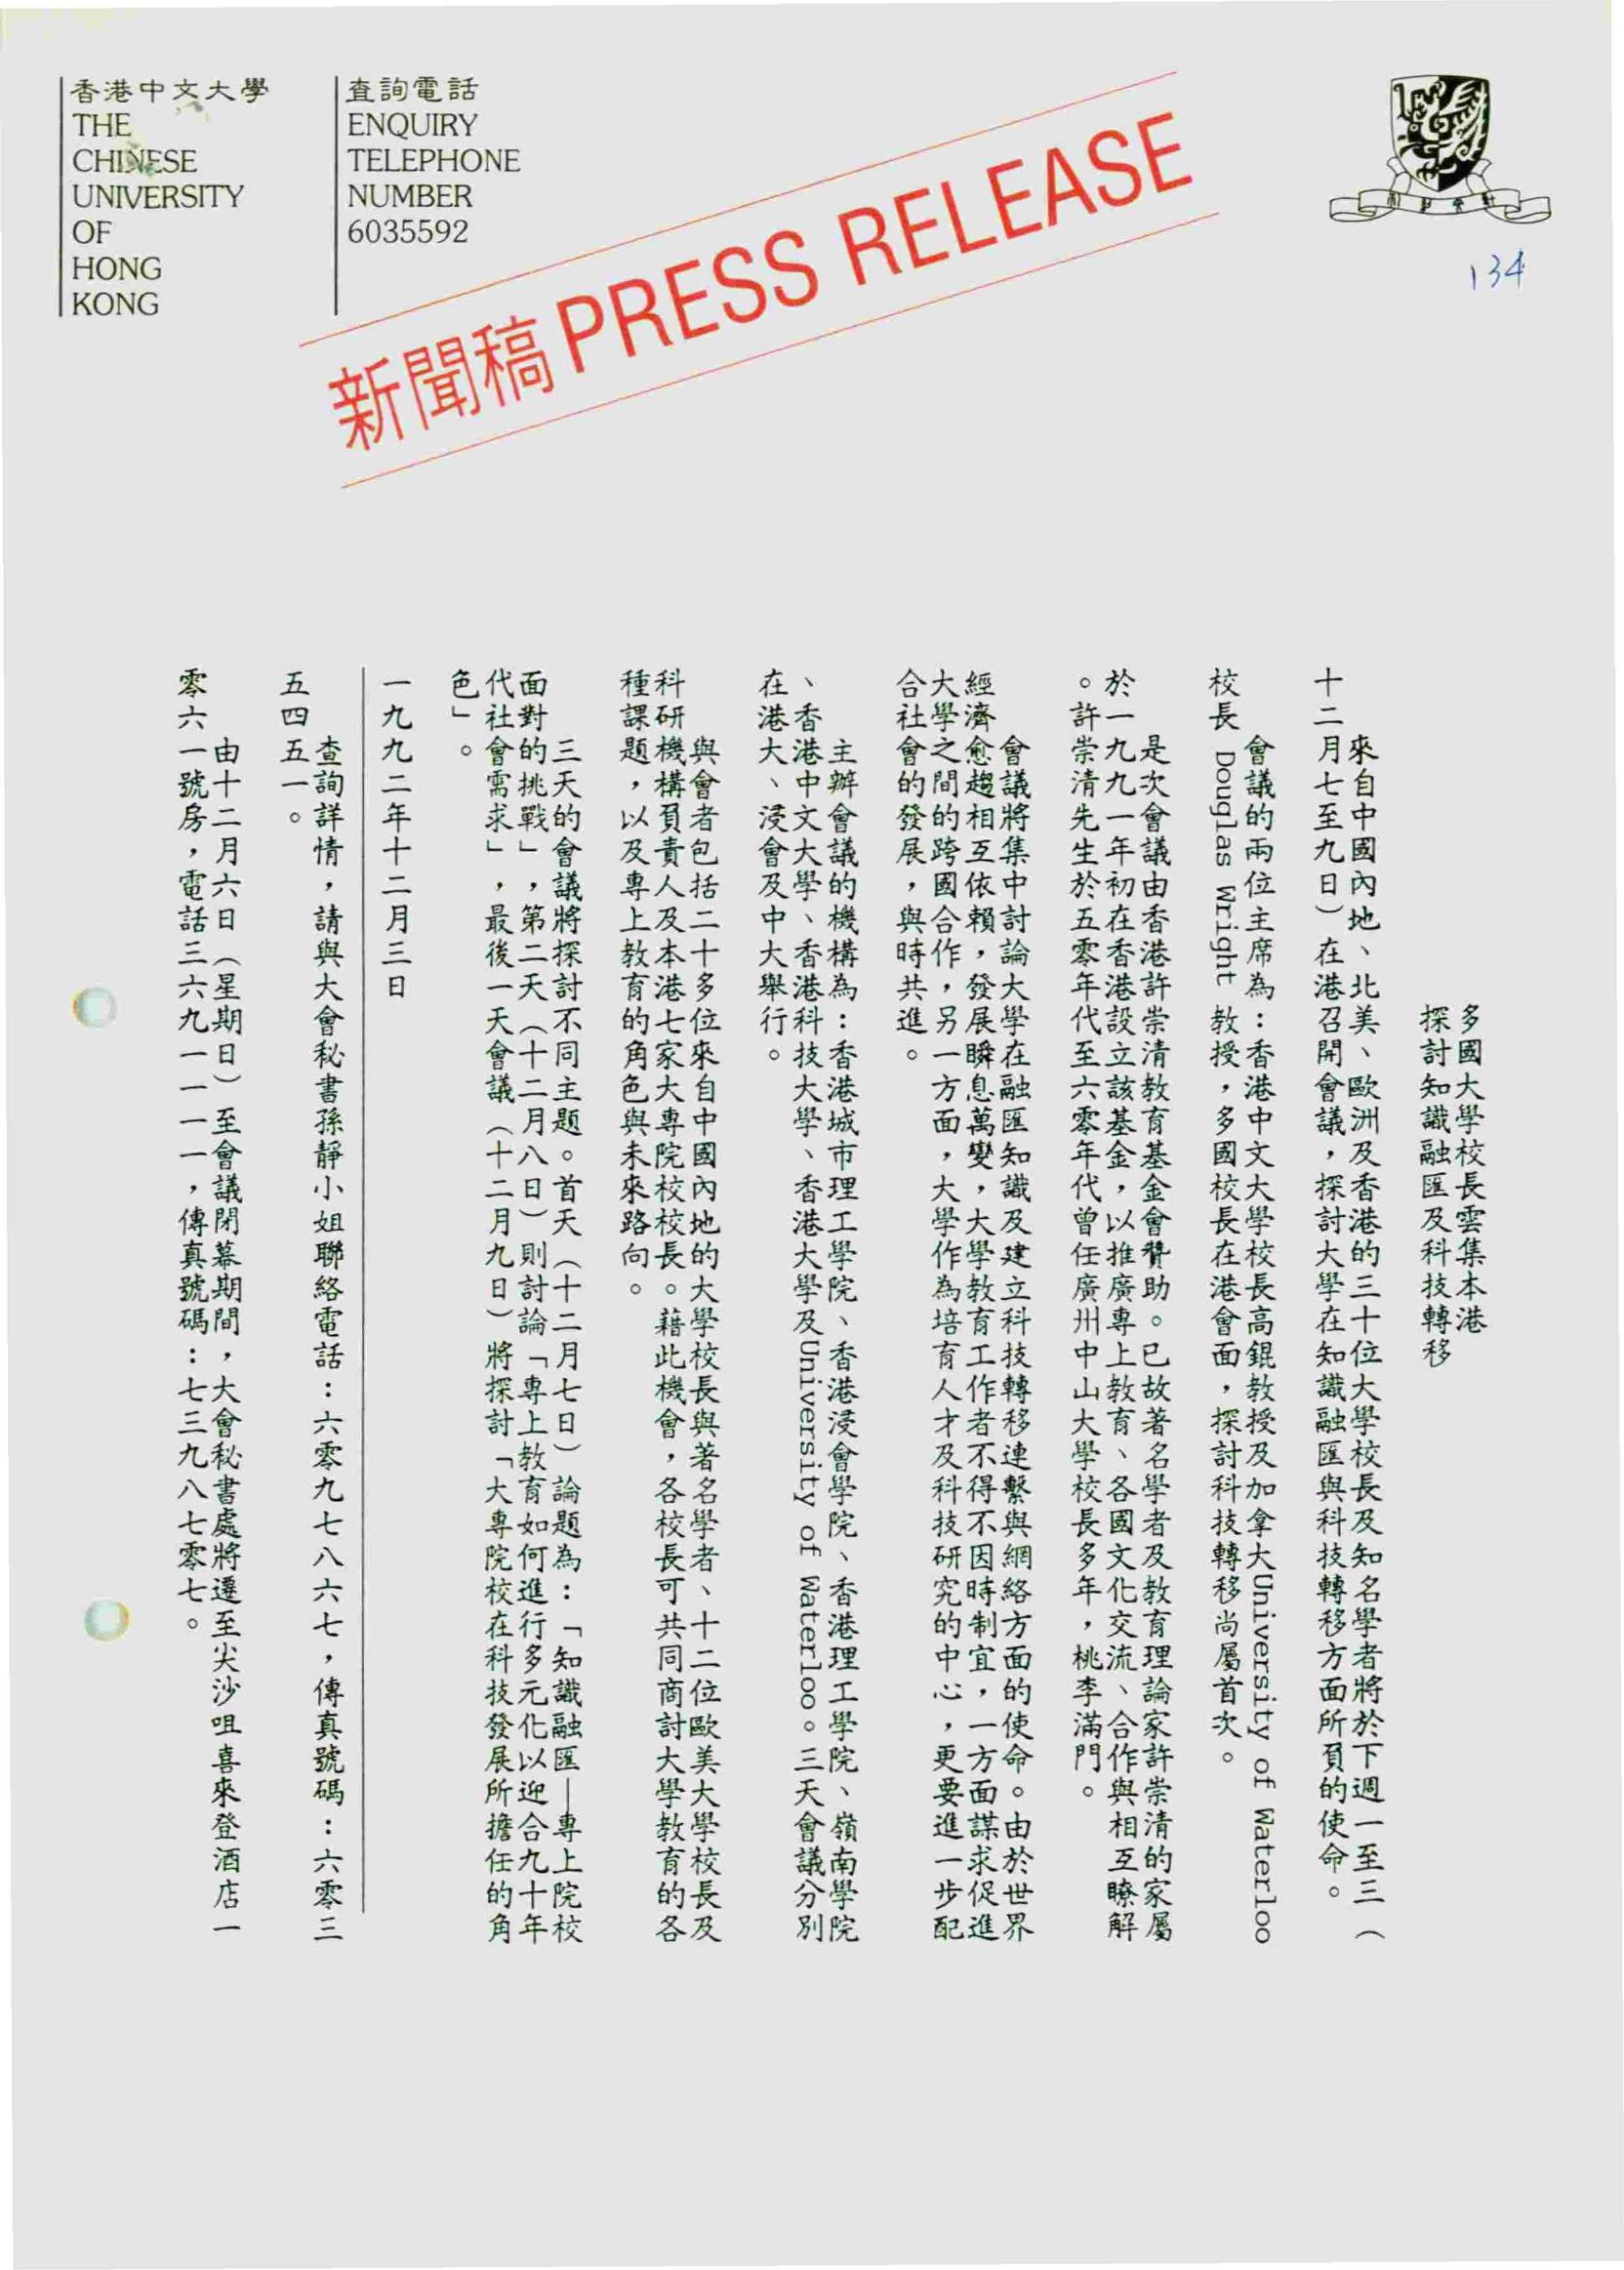 香港中文大學
THE
CHINESE
UNIVERSITY
OF
HONG
KONG
查詢電話
ENQUIRY
TELEPHONE
NUMBER
6035592
新聞稿 PRESS RELEASE
134
多國大學校長雲集本港
探討知識融匯及科技轉移
來自中國內地、北美、歐洲及香港的三十位大學校長及知名學者將於下週一至三（
十二月七至九日）在港召開會議，探討大學在知識融匯與科技轉移方面所負的使命。
會議的兩位主席為：香港中文大學校長高錕教授及加拿大University of Waterloo
校長 Douglas Wright 教授，多國校長在港會面，探討科技轉移尚屬首次。
是次會議由香港許崇清教育基金會贊助。已故著名學者及教育理論家許崇清的家屬
於一九九一年初在香港設立該基金，以推廣專上教育、各國文化交流、合作與相互瞭解
。許崇清先生於五零年代至六零年代曾任廣州中山大學校長多年，桃李滿門。
會議將集中討論大學在融匯知識及建立科技轉移連繫與網絡方面的使命。由於世界
經濟愈趨相互依賴，發展瞬息萬變，大學教育工作者不得不因時制宜，一方面謀求促進
大學之間的跨國合作，另一方面，大學作為培育人才及科技研究的中心，更要進一步配
合社會的發展，與時共進。
主辦會議的機構為：香港城市理工學院、香港浸會學院、香港理工學院、嶺南學院
、香港中文大學、香港科技大學、香港大學及University of Waterloo。三天會議分別
在港大、浸會及中大舉行。
與會者包括二十多位來自中國內地的大學校長與著名學者、十二位歐美大學校長及
科研機構負責人及本港七家大專院校校長。藉此機會，各校長可共同商討大學教育的各
種課題，以及專上教育的角色與未來路向。
三天的會議將探討不同主題。首天（十二月七日）論題為：「知識融匯—專上院校
面對的挑戰」，第二天（十二月八日）則討論「專上教育如何進行多元化以迎合九十年
代社會需求」，最後一天會議（十二月九日）將探討「大專院校在科技發展所擔任的角
色」。
一九九二年十二月三日
查詢詳情，請與大會秘書孫靜小姐聯絡電話：六零九七八六七，傳真號碼：六零三
五四五一。
由十二月六日（星期日）至會議閉幕期間，大會秘書處將遷至尖沙咀喜來登酒店一
零六一號房，電話三六九一一一一，傳真號碼：七三九八七零七。